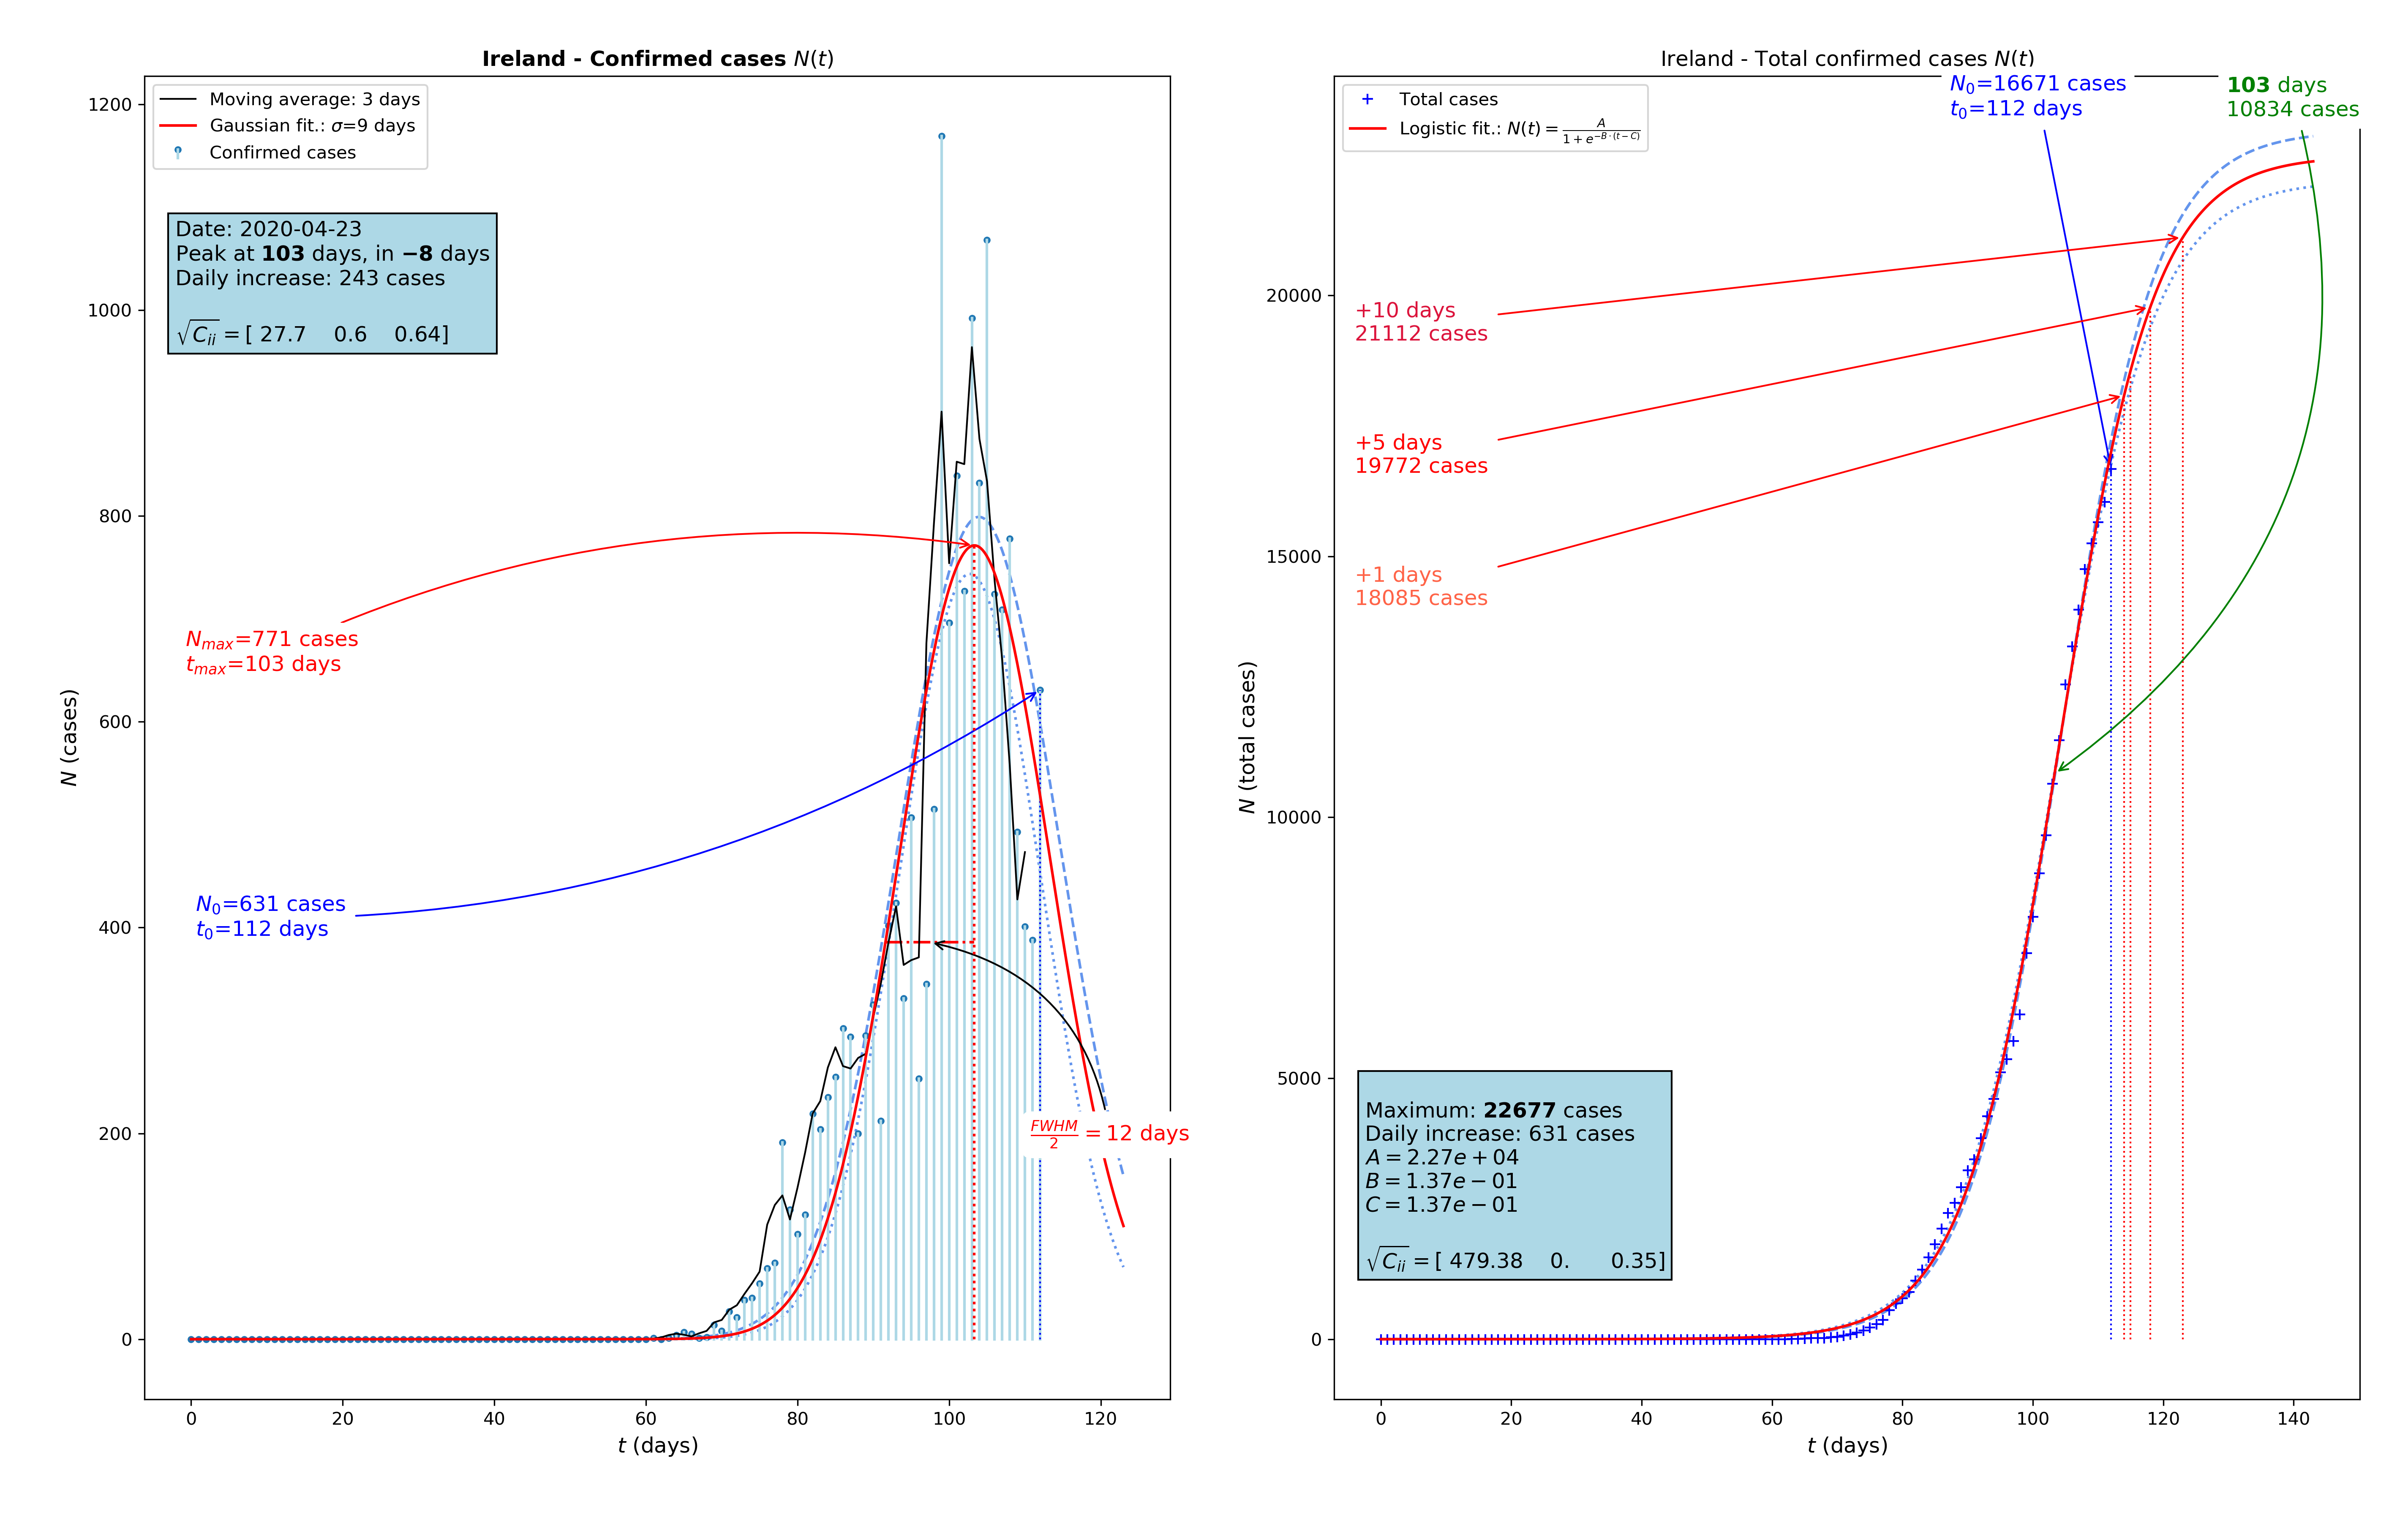 Ireland - Confirmed cases N(t)
Moving average: 3 days
Gaussian fit.: σ=9 days
Confirmed cases
Date: 2020-04-23
Peak at 103 days, in −8 days
Daily increase: 243 cases
√C_ii = [ 27.7 0.6 0.64]
N_max=771 cases
t_max=103 days
N_0=631 cases
t_0=112 days
FWHM/2 = 12 days
N (cases)
1200
1000
800
600
400
200
0
0 20 40 60 80 100 120
t (days)
Ireland - Total confirmed cases N(t)
Total cases
Logistic fit.: N(t) = A/(1 + e^(−B·(t−C)))
N_0=16671 cases
t_0=112 days
103 days
10834 cases
+10 days
21112 cases
+5 days
19772 cases
+1 days
18085 cases
Maximum: 22677 cases
Daily increase: 631 cases
A = 2.27e + 04
B = 1.37e − 01
C = 1.37e − 01
√C_ii = [ 479.38 0. 0.35]
N (total cases)
20000
15000
10000
5000
0
0 20 40 60 80 100 120 140
t (days)